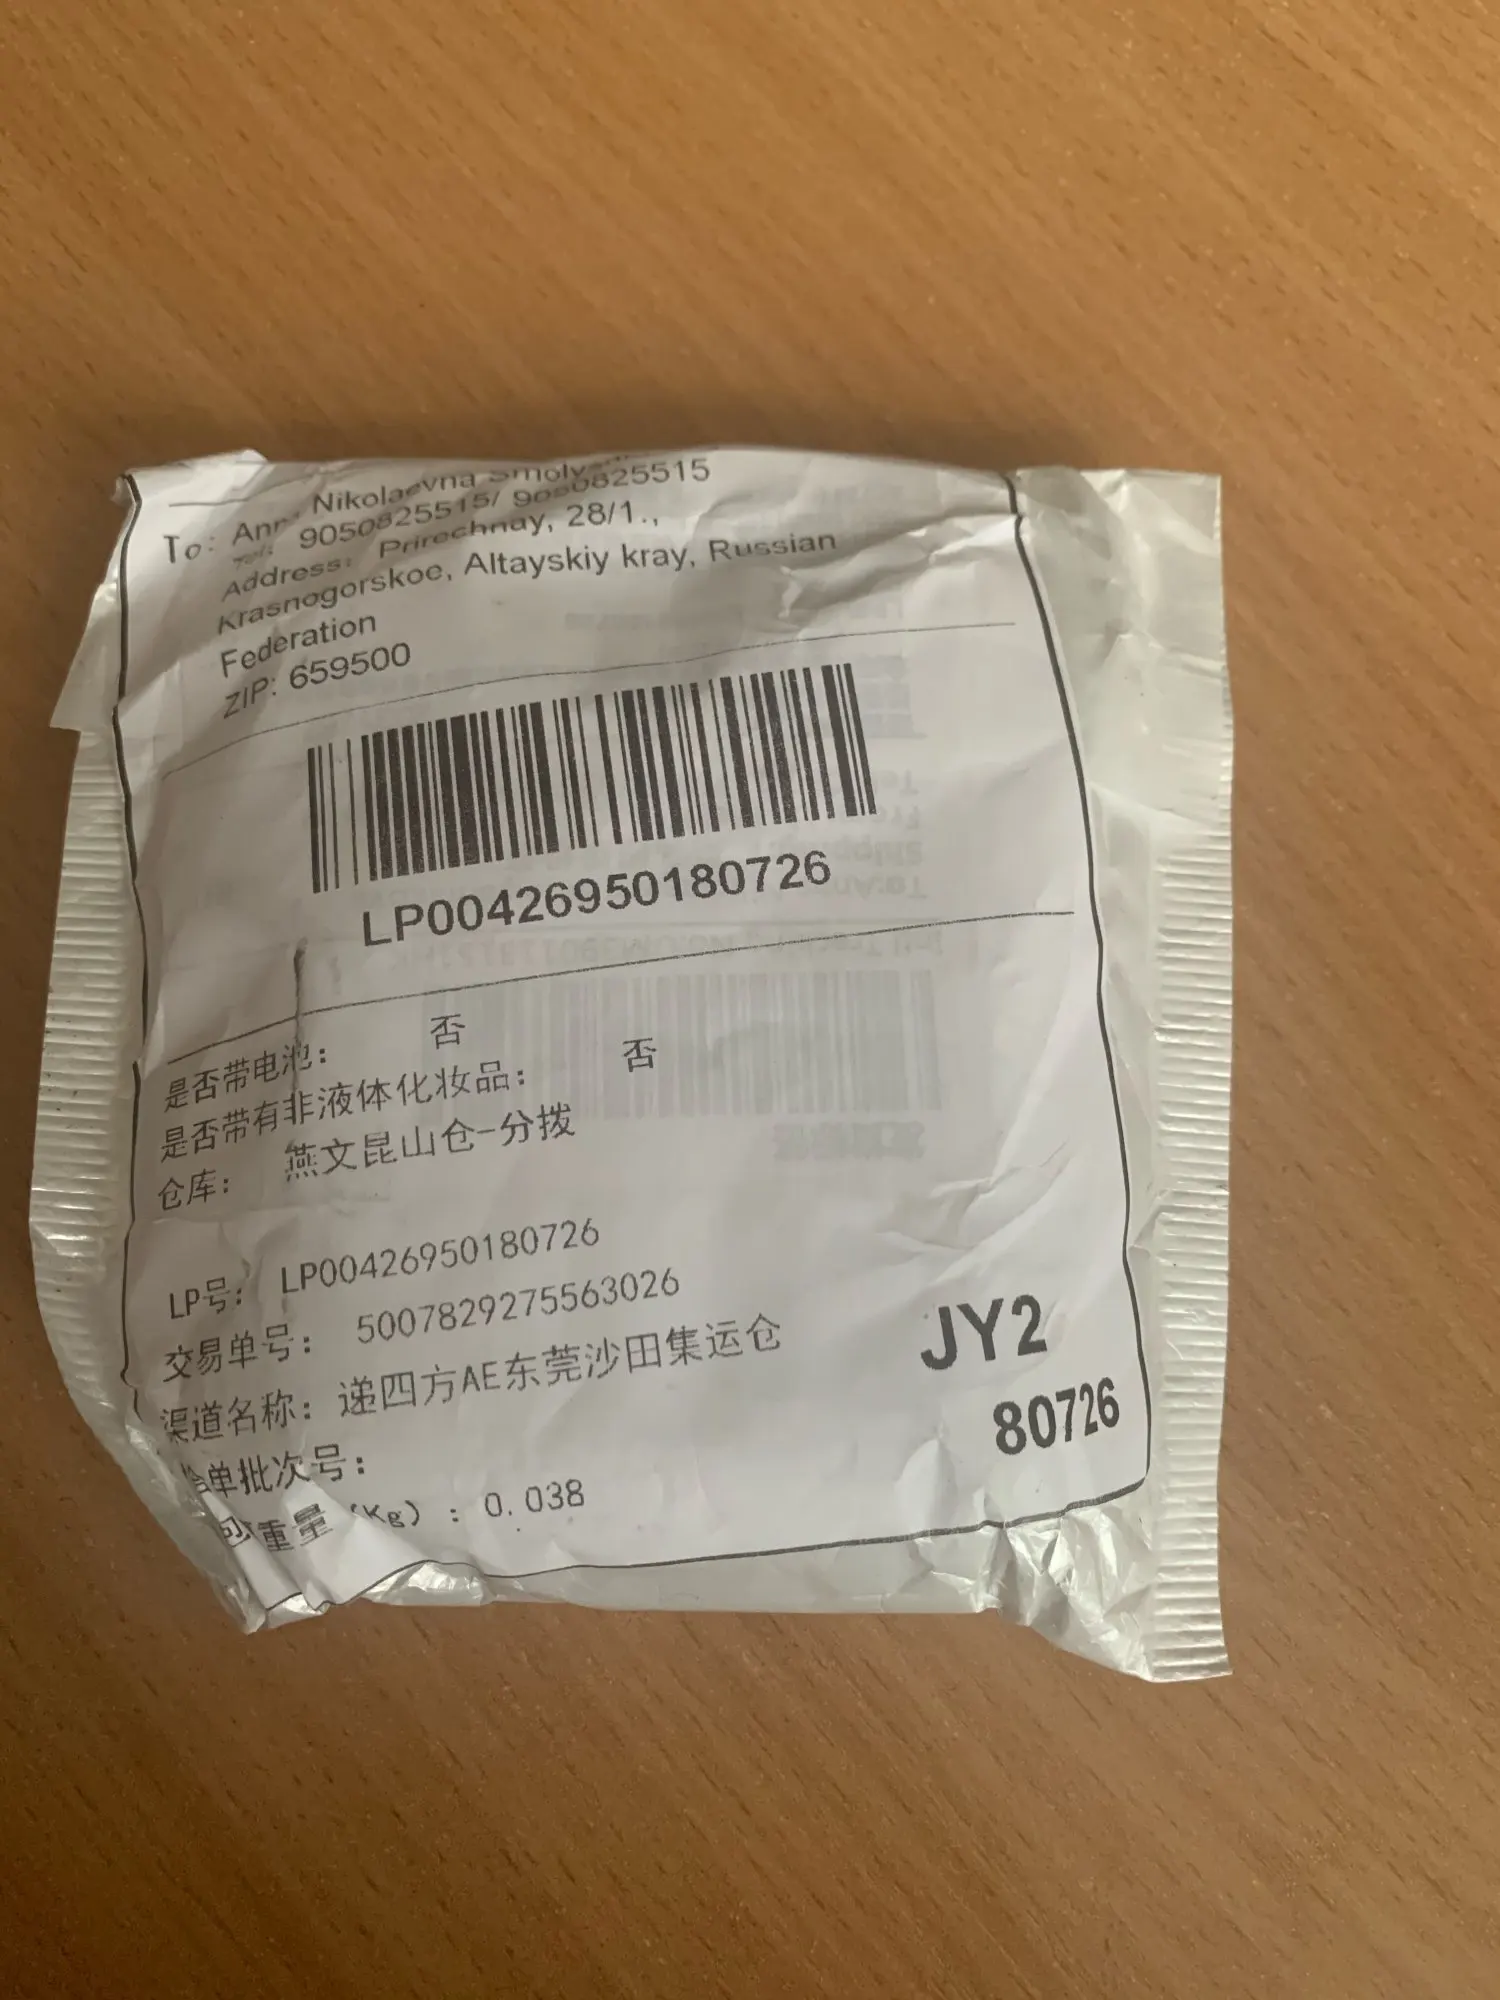 To: Nikolaevna
Tel: 9050825515/ 9050825515
Address: Prirechnay, 28/1.,
Krasnogorskoe, Altayskiy kray, Russian
Federation
ZIP: 659500
LP00426950180726
是否带电池: 否
是否带有非液体化妆品: 否
仓库: 燕文昆山仓-分拨
LP号: LP00426950180726
交易单号: 5007829275563026
渠道名称: 递四方AE东莞沙田集运仓
JY2
单批次号:
80726
重量 (Kg) : 0.038